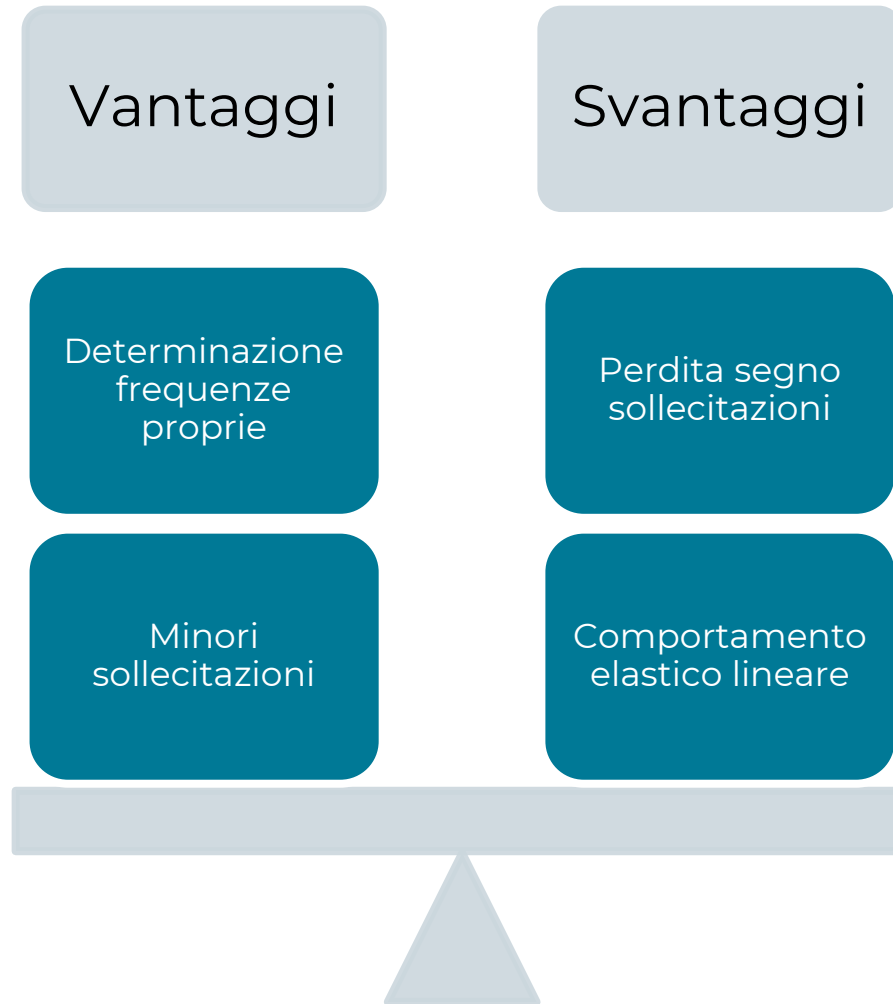 Vantaggi
Svantaggi
Determinazione
frequenze
proprie
Perdita segno
sollecitazioni
Minori
sollecitazioni
Comportamento
elastico lineare